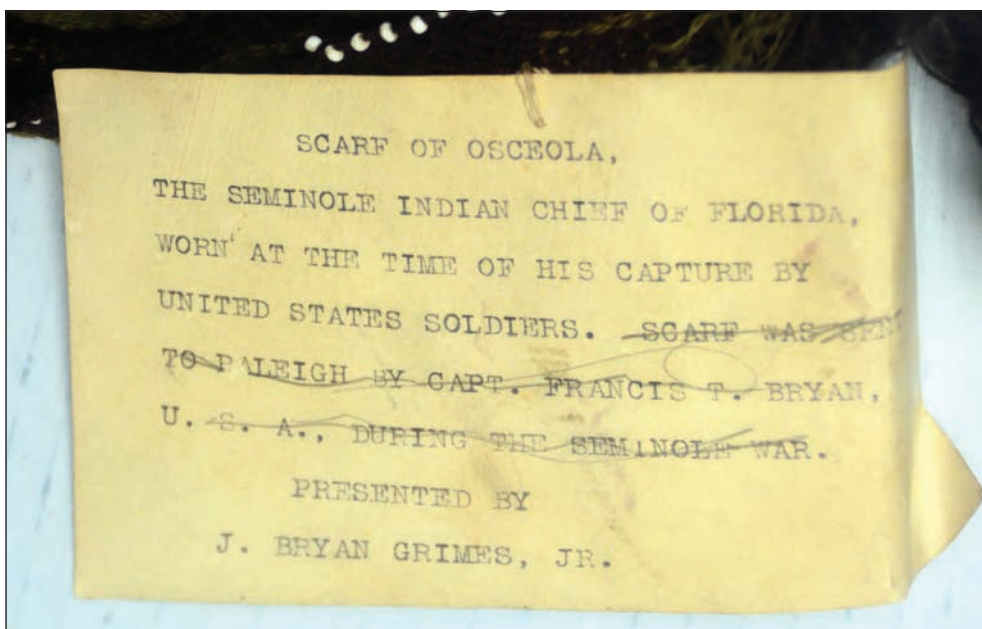 SCARF OF OSCEOLA,
THE SEMINOLE INDIAN CHIEF OF FLORIDA,
WORN AT THE TIME OF HIS CAPTURE BY
UNITED STATES SOLDIERS. SCARF WAS SENT
TO RALEIGH BY CAPT. FRANCIS T. BRYAN,
U. S. A., DURING THE SEMINOLE WAR.
PRESENTED BY
J. BRYAN GRIMES, JR.